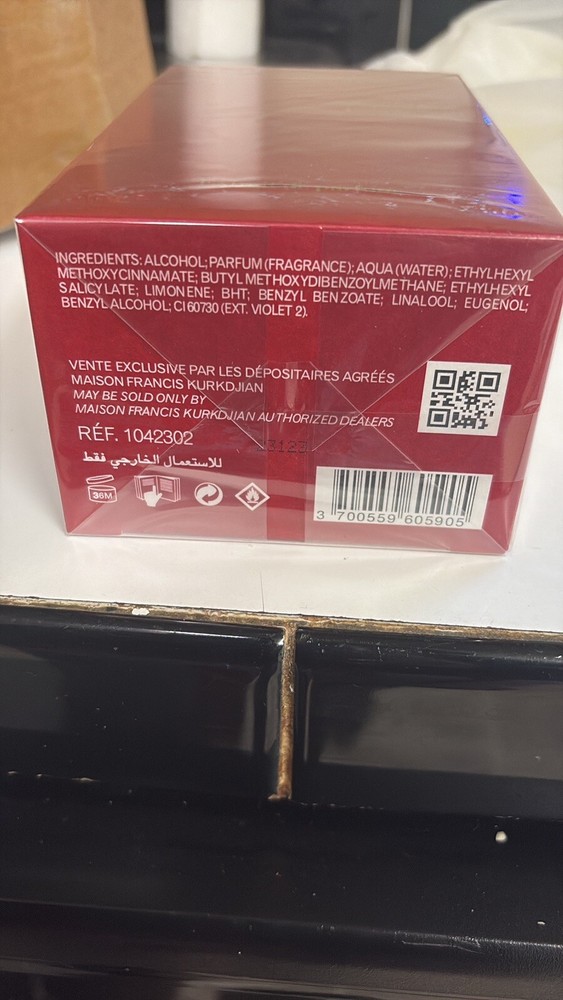 INGREDIENTS: ALCOHOL; PARFUM (FRAGRANCE); AQUA (WATER); ETHYLHEXYL
METHOXYCINNAMATE; BUTYL METHOXYDIBENZOYLMETHANE; ETHYLHEXYL
SALICYLATE; LIMONENE; BHT; BENZYL BENZOATE; LINALOOL; EUGENOL;
BENZYL ALCOHOL; CI 60730 (EXT. VIOLET 2).
VENTE EXCLUSIVE PAR LES DÉPOSITAIRES AGRÉÉS
MAISON FRANCIS KURKDJIAN
MAY BE SOLD ONLY BY
MAISON FRANCIS KURKDJIAN AUTHORIZED DEALERS
RÉF. 1042302
للاستعمال الخارجي فقط
36M
3 700559 605905